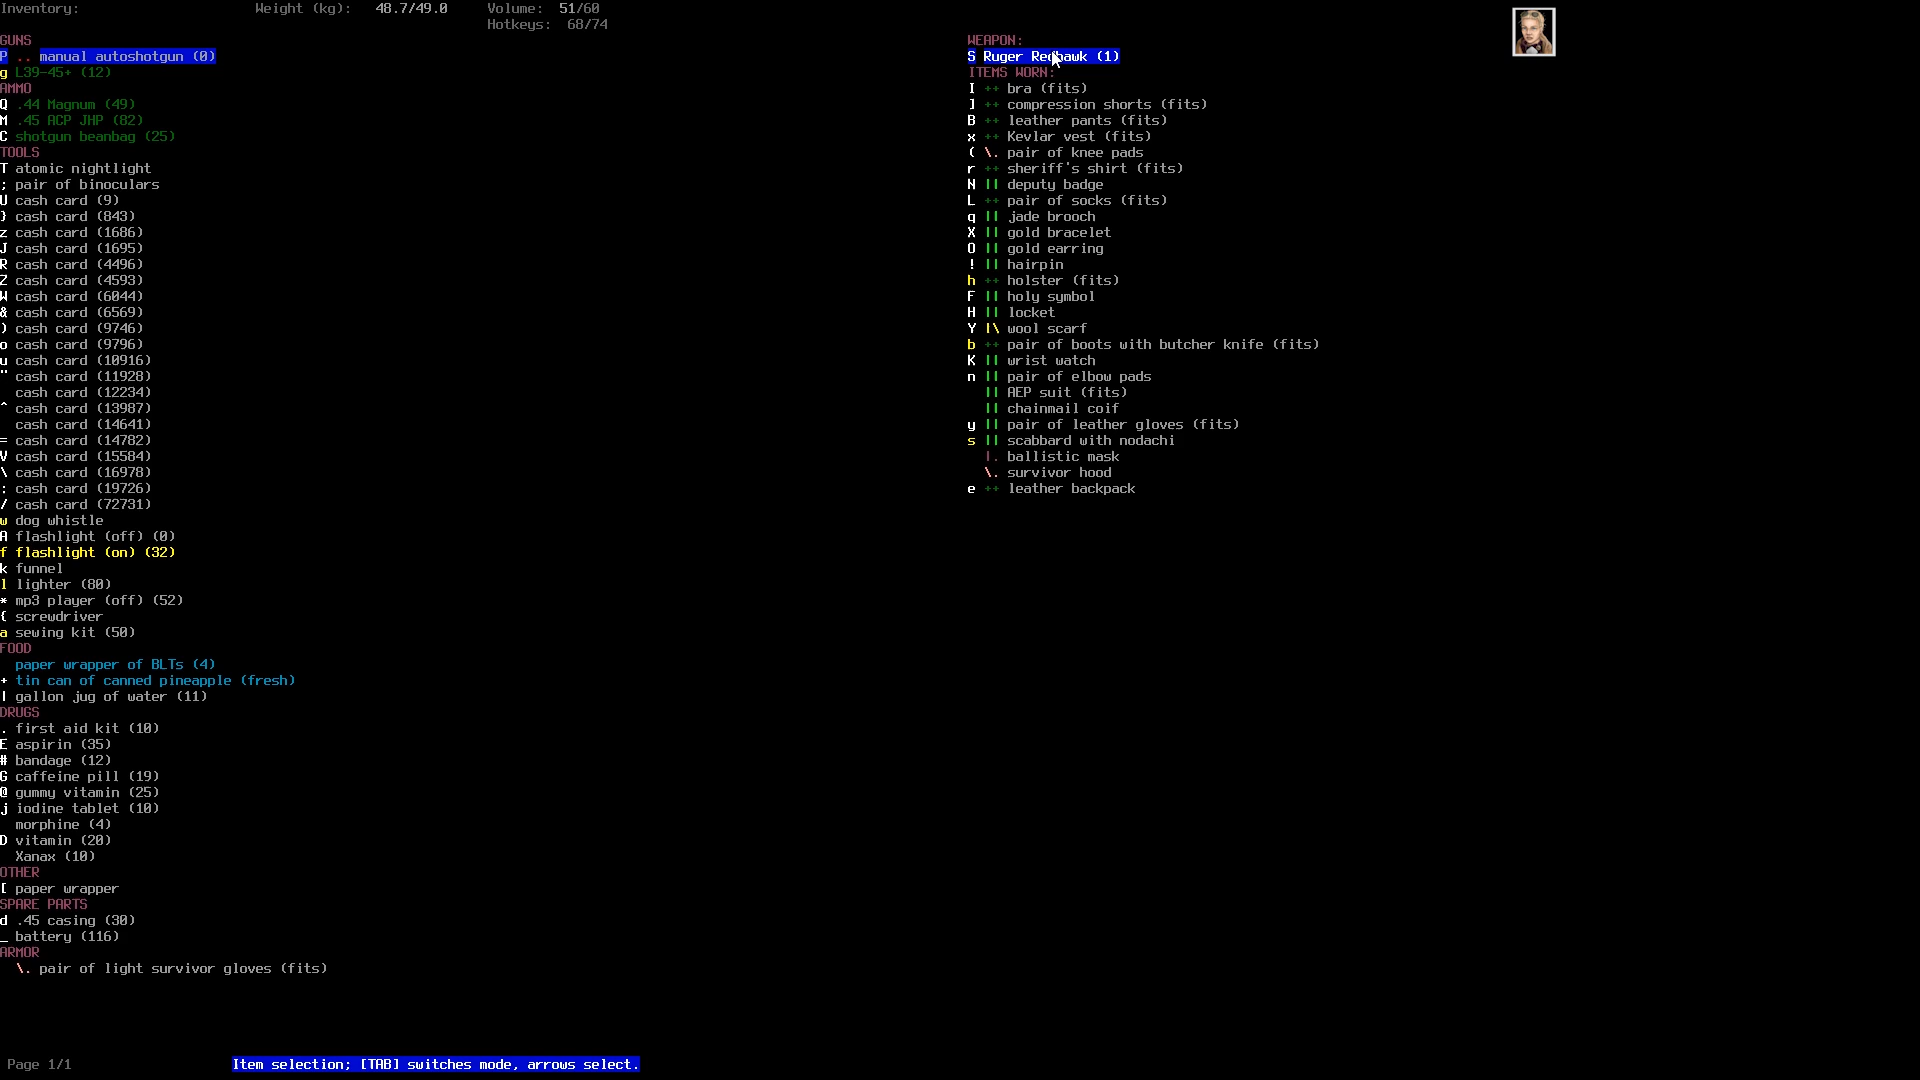 Inventory: Weight (kg): 48.7/49.0 Volume: 51/60
Hotkeys: 68/74
GUNS
P .. manual autoshotgun (0)
g L39-45+ (12)
AMMO
Q .44 Magnum (49)
M .45 ACP JHP (82)
C shotgun beanbag (25)
TOOLS
T atomic nightlight
; pair of binoculars
U cash card (9)
} cash card (843)
z cash card (1686)
J cash card (1695)
R cash card (4496)
Z cash card (4593)
W cash card (6044)
& cash card (6569)
) cash card (9746)
o cash card (9796)
u cash card (10916)
" cash card (11928)
cash card (12234)
^ cash card (13987)
cash card (14641)
= cash card (14782)
V cash card (15584)
\ cash card (16978)
: cash card (19726)
/ cash card (72731)
w dog whistle
A flashlight (off) (0)
f flashlight (on) (32)
k funnel
l lighter (80)
* mp3 player (off) (52)
{ screwdriver
a sewing kit (50)
FOOD
paper wrapper of BLTs (4)
+ tin can of canned pineapple (fresh)
| gallon jug of water (11)
DRUGS
. first aid kit (10)
E aspirin (35)
# bandage (12)
G caffeine pill (19)
@ gummy vitamin (25)
j iodine tablet (10)
morphine (4)
D vitamin (20)
Xanax (10)
OTHER
[ paper wrapper
SPARE PARTS
d .45 casing (30)
_ battery (116)
ARMOR
\. pair of light survivor gloves (fits)
WEAPON:
S Ruger Redhawk (1)
ITEMS WORN:
I ++ bra (fits)
] ++ compression shorts (fits)
B ++ leather pants (fits)
x ++ Kevlar vest (fits)
( \. pair of knee pads
r ++ sheriff's shirt (fits)
N || deputy badge
L ++ pair of socks (fits)
q || jade brooch
X || gold bracelet
O || gold earring
! || hairpin
h ++ holster (fits)
F || holy symbol
H || locket
Y |\ wool scarf
b ++ pair of boots with butcher knife (fits)
K || wrist watch
n || pair of elbow pads
|| AEP suit (fits)
|| chainmail coif
y || pair of leather gloves (fits)
s || scabbard with nodachi
|. ballistic mask
\. survivor hood
e ++ leather backpack
Page 1/1 Item selection; [TAB] switches mode, arrows select.